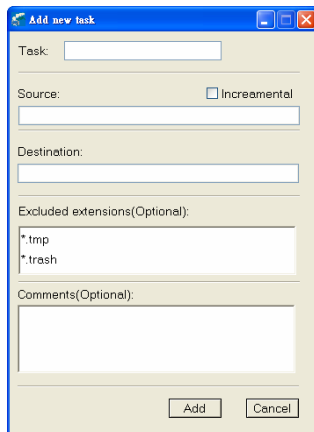 Add new task
Task:
Source:
Increamental
Destination:
Excluded extensions(Optional):
*.tmp
*.trash
Comments(Optional):
Add
Cancel